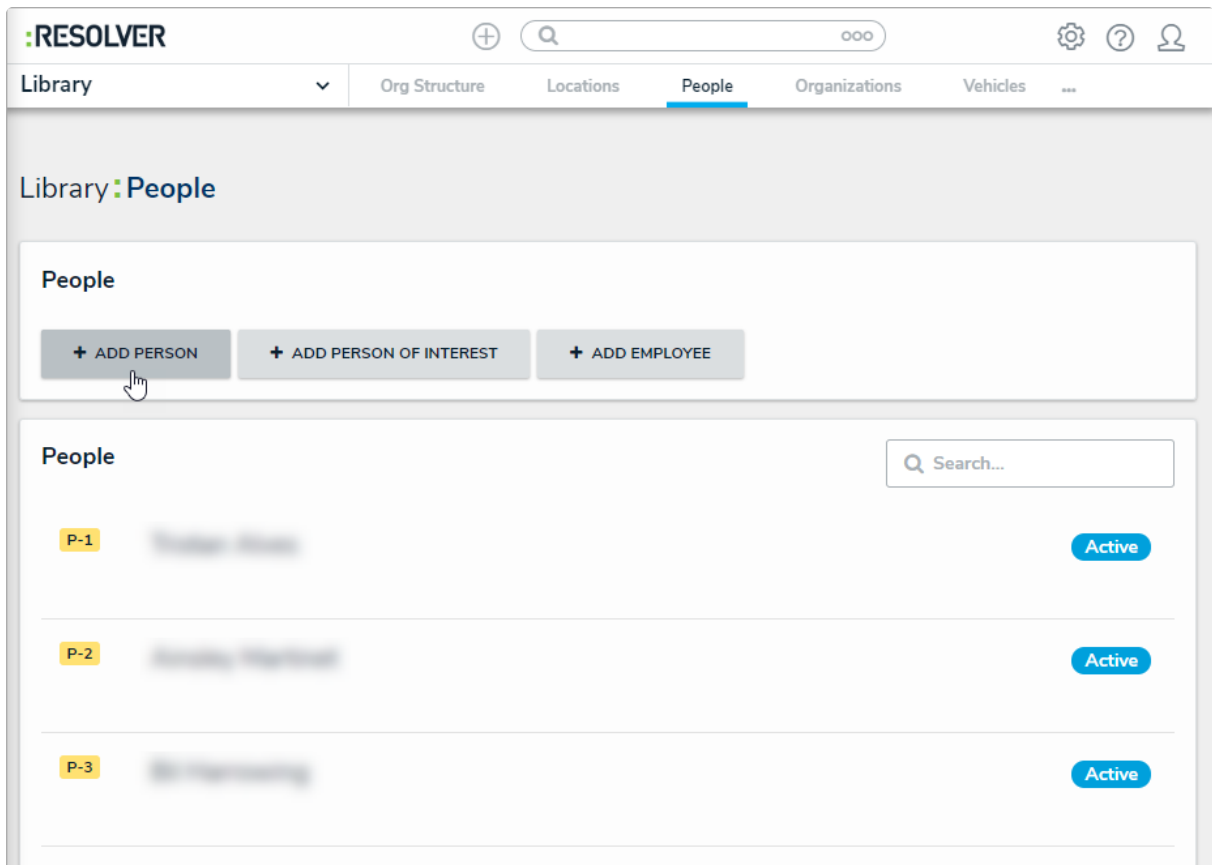 :RESOLVER
Library Org Structure Locations People Organizations Vehicles ...
Library:People
People
+ ADD PERSON + ADD PERSON OF INTEREST + ADD EMPLOYEE
People Search...
P-1 Active
P-2 Active
P-3 Active